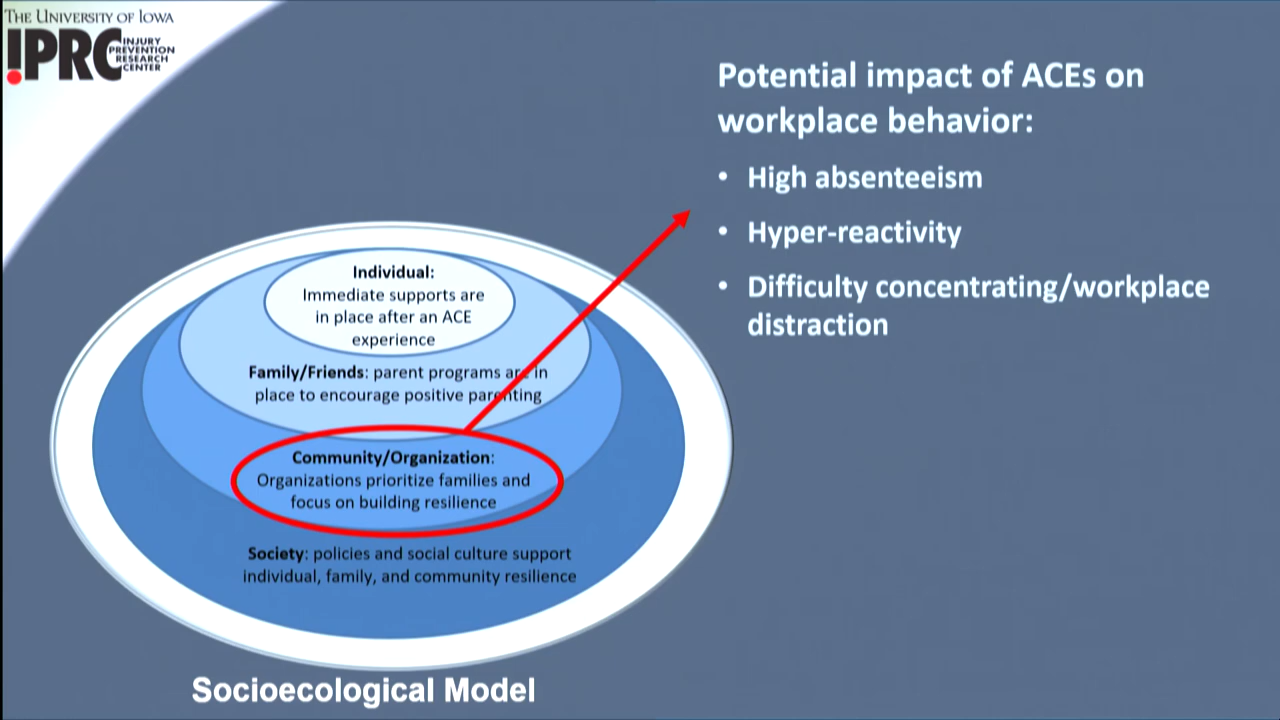 THE UNIVERSITY OF IOWA
IPRC
INJURY
PREVENTION
RESEARCH
CENTER
Potential impact of ACEs on
workplace behavior:
• High absenteeism
• Hyper-reactivity
• Difficulty concentrating/workplace
distraction
Individual:
Immediate supports are
in place after an ACE
experience
Family/Friends: parent programs are in
place to encourage positive parenting
Community/Organization:
Organizations prioritize families and
focus on building resilience
Society: policies and social culture support
individual, family, and community resilience
Socioecological Model